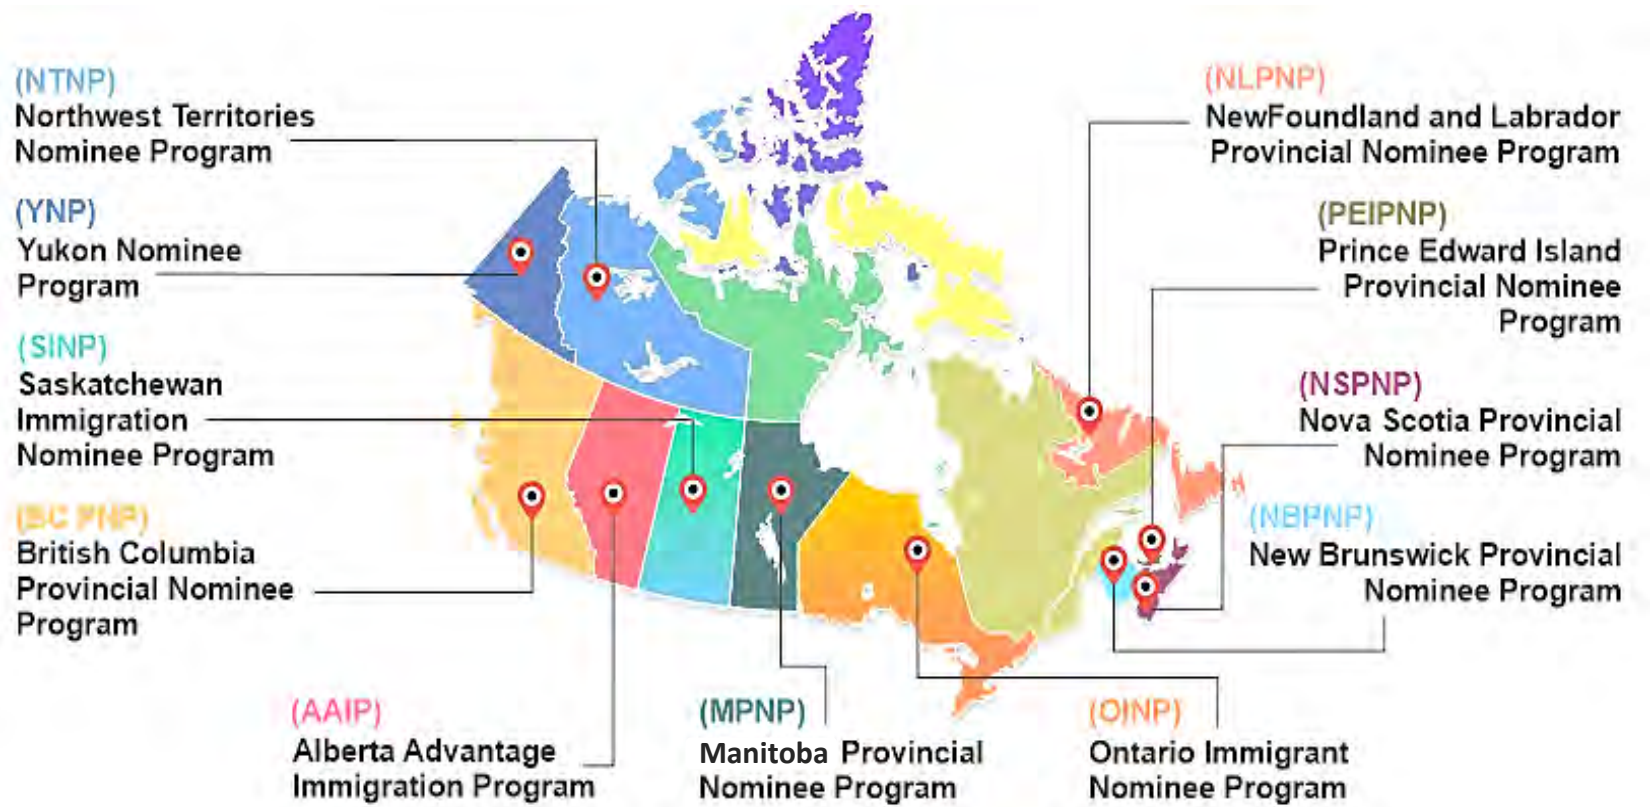 (NTNP)
Northwest Territories
Nominee Program
(YNP)
Yukon Nominee
Program
(SINP)
Saskatchewan
Immigration
Nominee Program
(BC PNP)
British Columbia
Provincial Nominee
Program
(AAIP)
Alberta Advantage
Immigration Program
(MPNP)
Manitoba Provincial
Nominee Program
(OINP)
Ontario Immigrant
Nominee Program
(NLPNP)
NewFoundland and Labrador
Provincial Nominee Program
(PEIPNP)
Prince Edward Island
Provincial Nominee
Program
(NSPNP)
Nova Scotia Provincial
Nominee Program
(NBPNP)
New Brunswick Provincial
Nominee Program